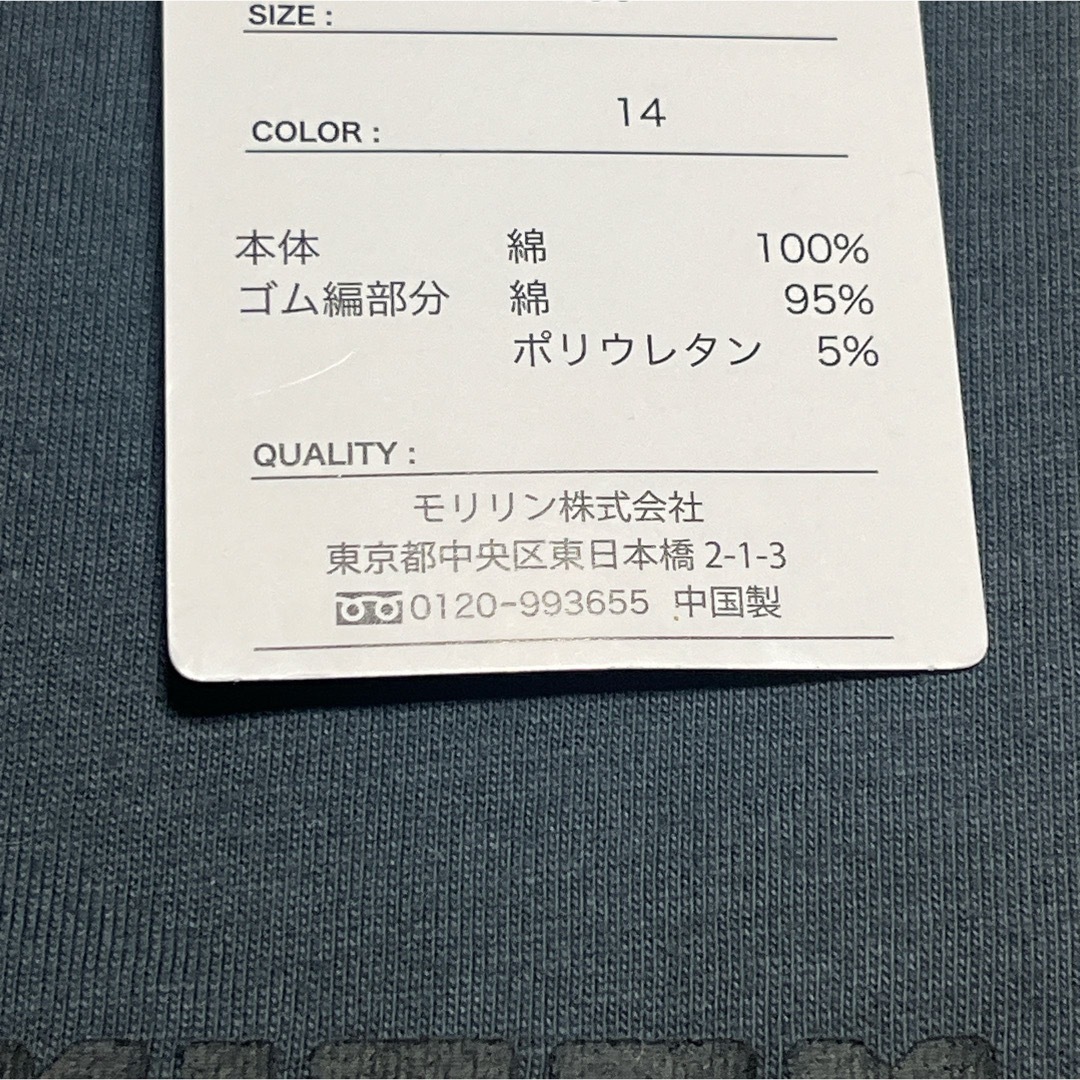 SIZE :
COLOR : 14
本体 綿 100%
ゴム編部分 綿 95%
ポリウレタン 5%
QUALITY :
モリリン株式会社
東京都中央区東日本橋 2-1-3
0120-993655 中国製